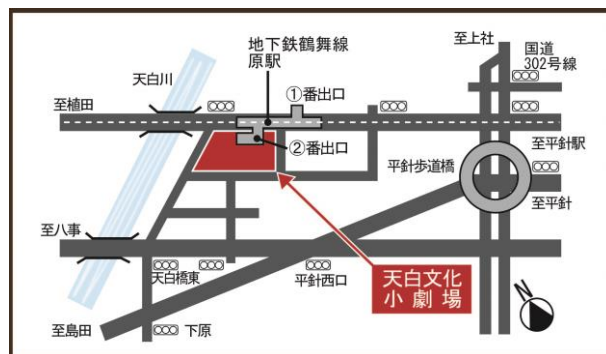 至上社
国道
302号線
地下鉄鶴舞線
原駅
天白川
①番出口
至植田
②番出口
至平針駅
平針歩道橋
至平針
至八事
天白橋東
平針西口
天白文化
小劇場
N
至島田
下原